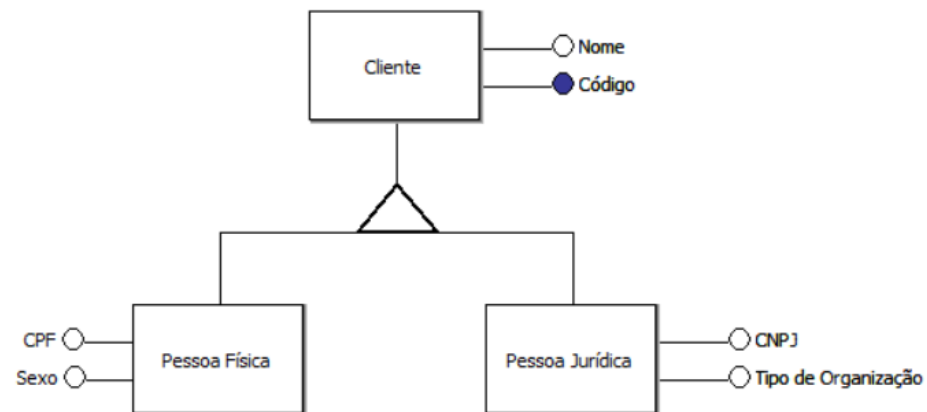 Cliente
Nome
Código
CPF
Sexo
Pessoa Física
Pessoa Jurídica
CNPJ
Tipo de Organização